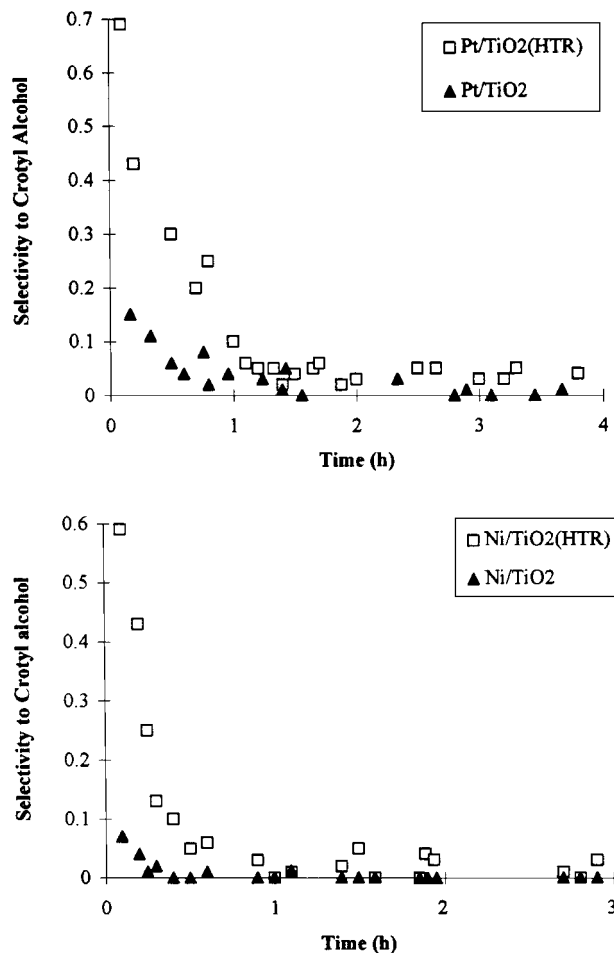 0.7
0.6
0.5
0.4
0.3
0.2
0.1
0
Selectivity to Crotyl Alcohol
Pt/TiO2(HTR)
Pt/TiO2
0 1 2 3 4
Time (h)
0.6
0.5
0.4
0.3
0.2
0.1
0
Selectivity to Crotyl alcohol
Ni/TiO2(HTR)
Ni/TiO2
0 1 2 3
Time (h)